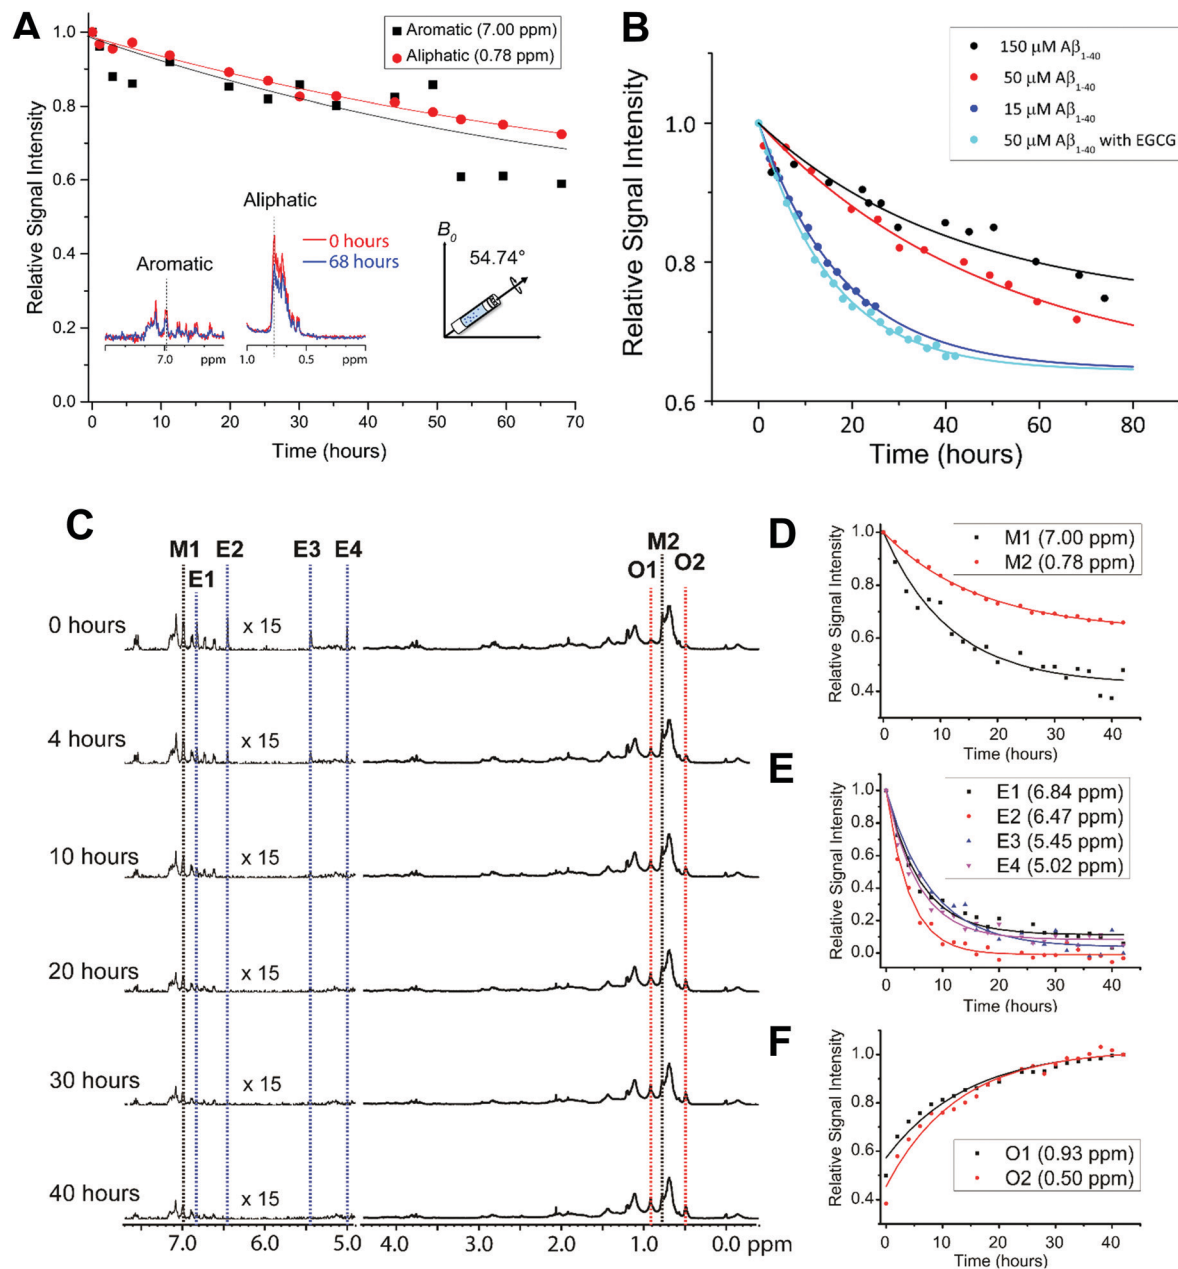 A
Aromatic (7.00 ppm)
Aliphatic (0.78 ppm)
Relative Signal Intensity
1.0
0.8
0.6
0.4
0.2
0.0
0 10 20 30 40 50 60 70
Time (hours)
Aromatic
Aliphatic
0 hours
68 hours
7.0 ppm
1.0 0.5 ppm
B₀
54.74°
B
150 μM Aβ₁₋₄₀
50 μM Aβ₁₋₄₀
15 μM Aβ₁₋₄₀
50 μM Aβ₁₋₄₀ with EGCG
Relative Signal Intensity
1.0
0.8
0.6
0 20 40 60 80
Time (hours)
C
M1 E1 E2 E3 E4 O1 M2 O2
0 hours x 15
4 hours x 15
10 hours x 15
20 hours x 15
30 hours x 15
40 hours x 15
7.0 6.0 5.0 4.0 3.0 2.0 1.0 0.0 ppm
D
M1 (7.00 ppm)
M2 (0.78 ppm)
Relative Signal Intensity
1.0
0.8
0.6
0.4
0 10 20 30 40
Time (hours)
E
E1 (6.84 ppm)
E2 (6.47 ppm)
E3 (5.45 ppm)
E4 (5.02 ppm)
Relative Signal Intensity
1.0
0.8
0.6
0.4
0.2
0.0
0 10 20 30 40
Time (hours)
F
O1 (0.93 ppm)
O2 (0.50 ppm)
Relative Signal Intensity
1.0
0.8
0.6
0.4
0 10 20 30 40
Time (hours)